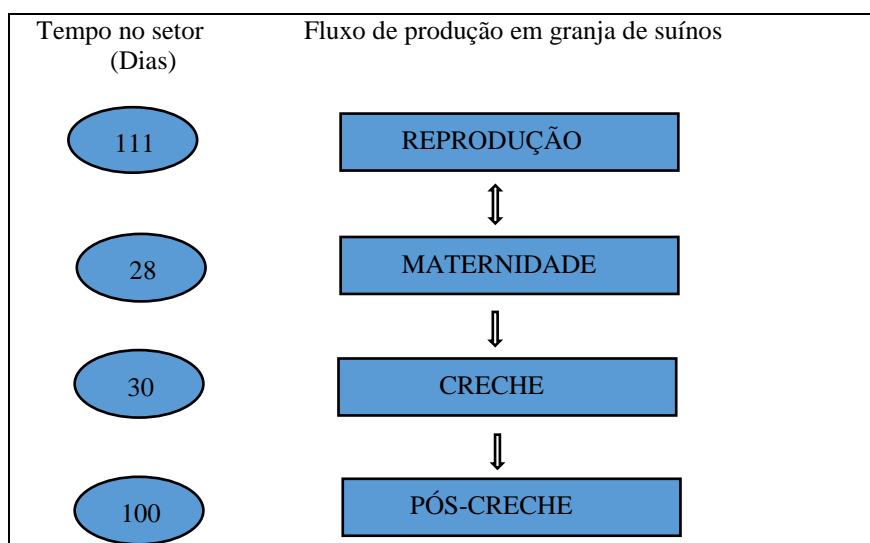 Tempo no setor Fluxo de produção em granja de suínos
(Dias)
111 REPRODUÇÃO
28 MATERNIDADE
30 CRECHE
100 PÓS-CRECHE